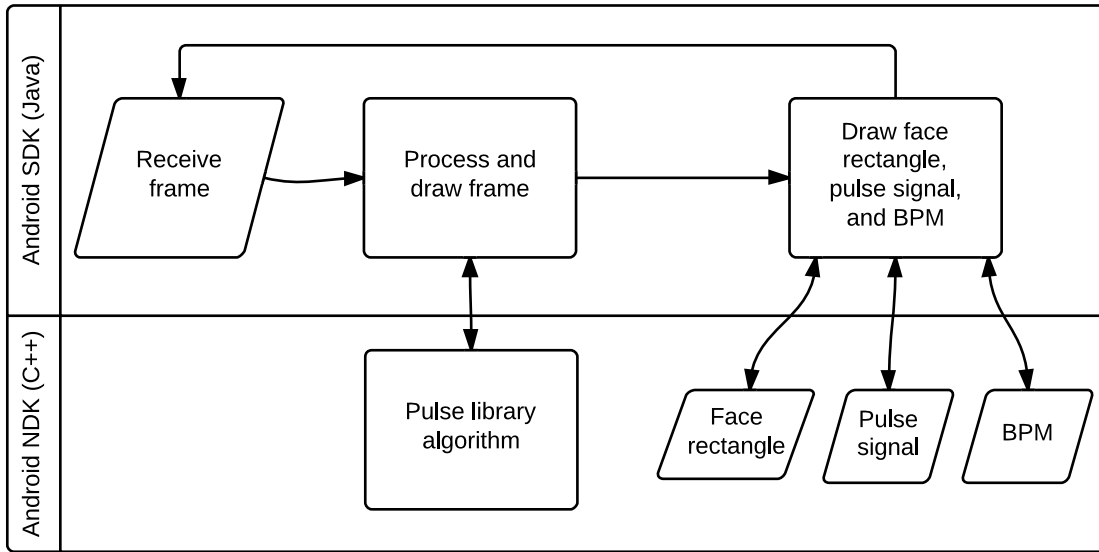 Android SDK (Java)
Receive
frame
Process and
draw frame
Draw face
rectangle,
pulse signal,
and BPM
Android NDK (C++)
Pulse library
algorithm
Face
rectangle
Pulse
signal
BPM